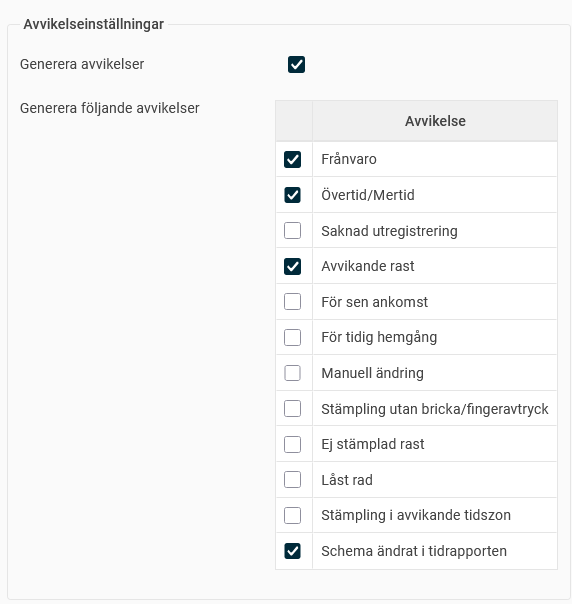 Avvikelseinställningar
Generera avvikelser
Generera följande avvikelser
Avvikelse
Frånvaro
Övertid/Mertid
Saknad utregistrering
Avvikande rast
För sen ankomst
För tidig hemgång
Manuell ändring
Stämpling utan bricka/fingeravtryck
Ej stämplad rast
Låst rad
Stämpling i avvikande tidszon
Schema ändrat i tidrapporten